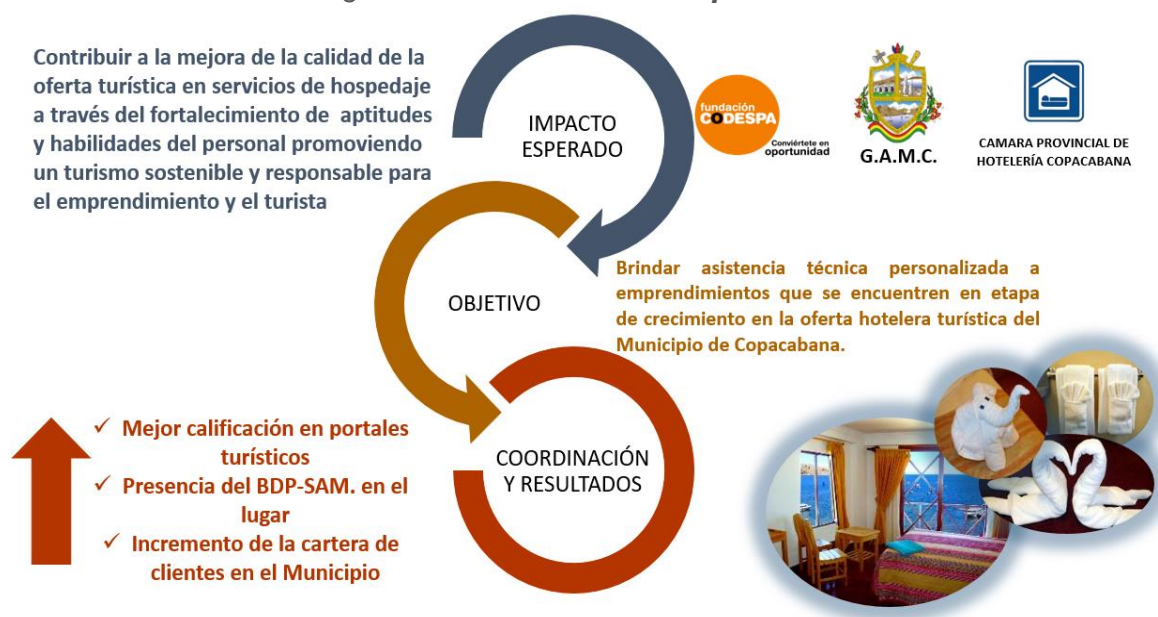 Contribuir a la mejora de la calidad de la
oferta turística en servicios de hospedaje
a través del fortalecimiento de aptitudes
y habilidades del personal promoviendo
un turismo sostenible y responsable para
el emprendimiento y el turista
IMPACTO
ESPERADO
fundación
CODESPA
Conviértete en
oportunidad
G.A.M.C.
CAMARA PROVINCIAL DE
HOTELERÍA COPACABANA
OBJETIVO
Brindar asistencia técnica personalizada a
emprendimientos que se encuentren en etapa
de crecimiento en la oferta hotelera turística del
Municipio de Copacabana.
✓ Mejor calificación en portales
turísticos
✓ Presencia del BDP-SAM. en el
lugar
✓ Incremento de la cartera de
clientes en el Municipio
COORDINACIÓN
Y RESULTADOS